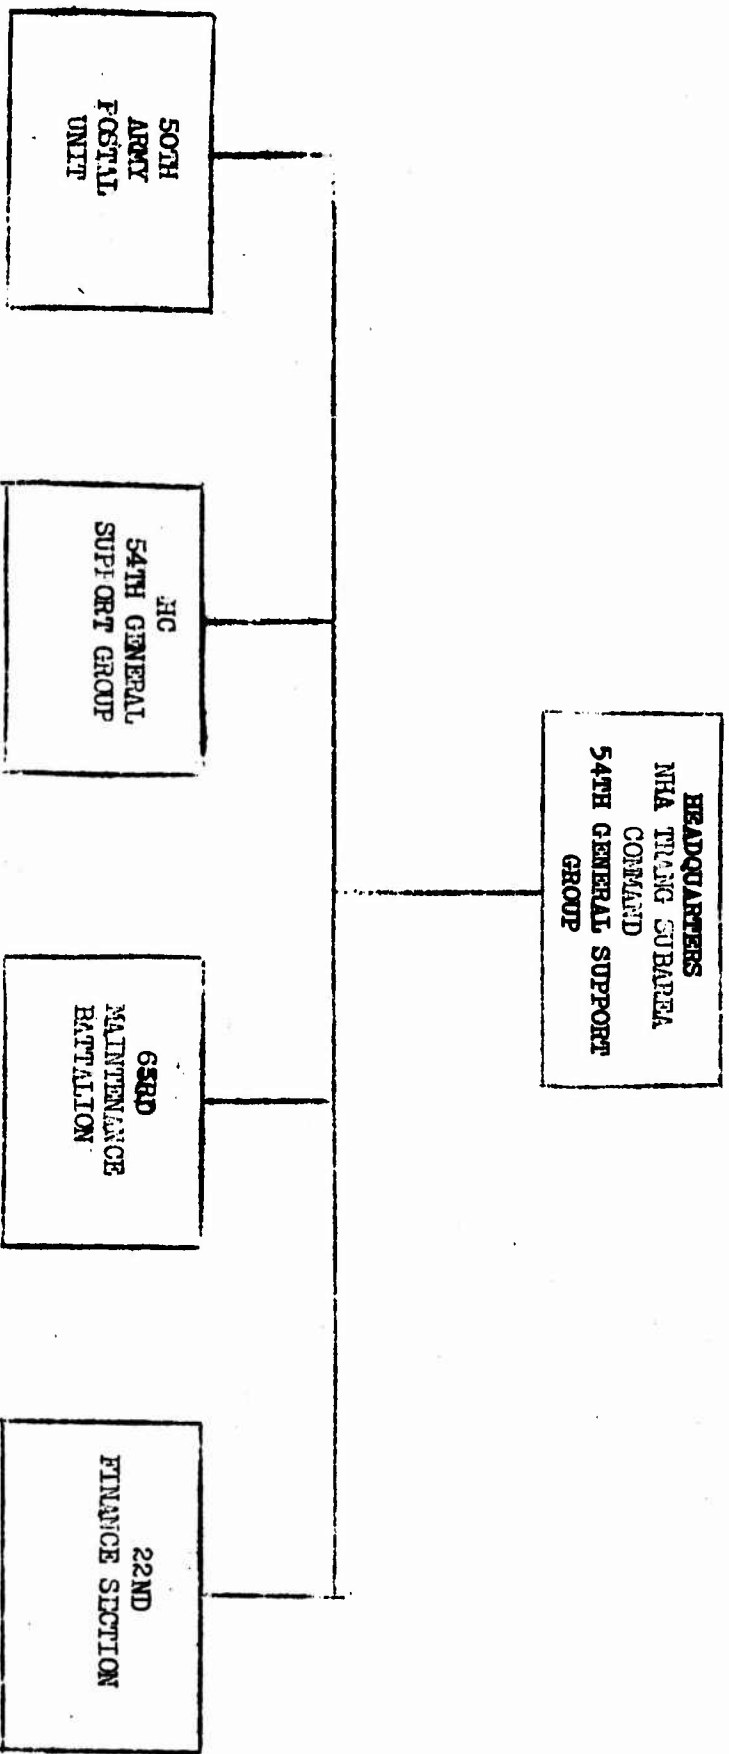 HEADQUARTERS
NHA TRANG SUBAREA
COMMAND
54TH GENERAL SUPPORT
GROUP
50TH
ARMY
POSTAL
UNIT
HC
54TH GENERAL
SUPPORT GROUP
63RD
MAINTENANCE
BATTALION
22ND
FINANCE SECTION